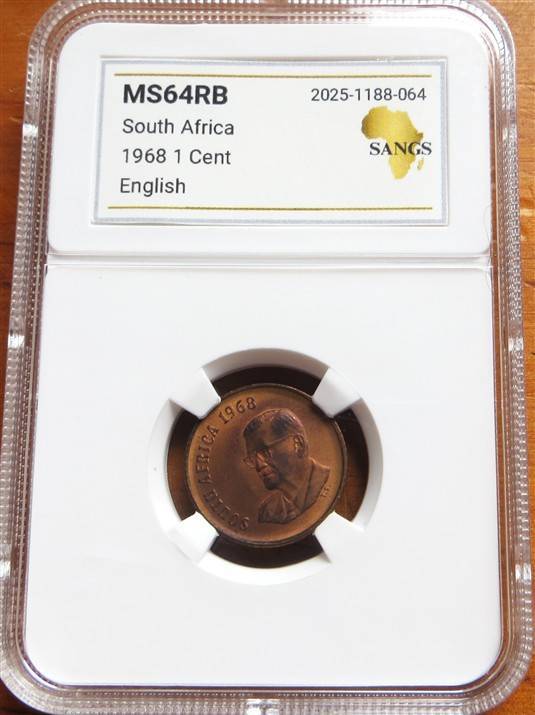 MS64RB
2025-1188-064
South Africa
1968 1 Cent
English
SANGS
SOUTH AFRICA 1968